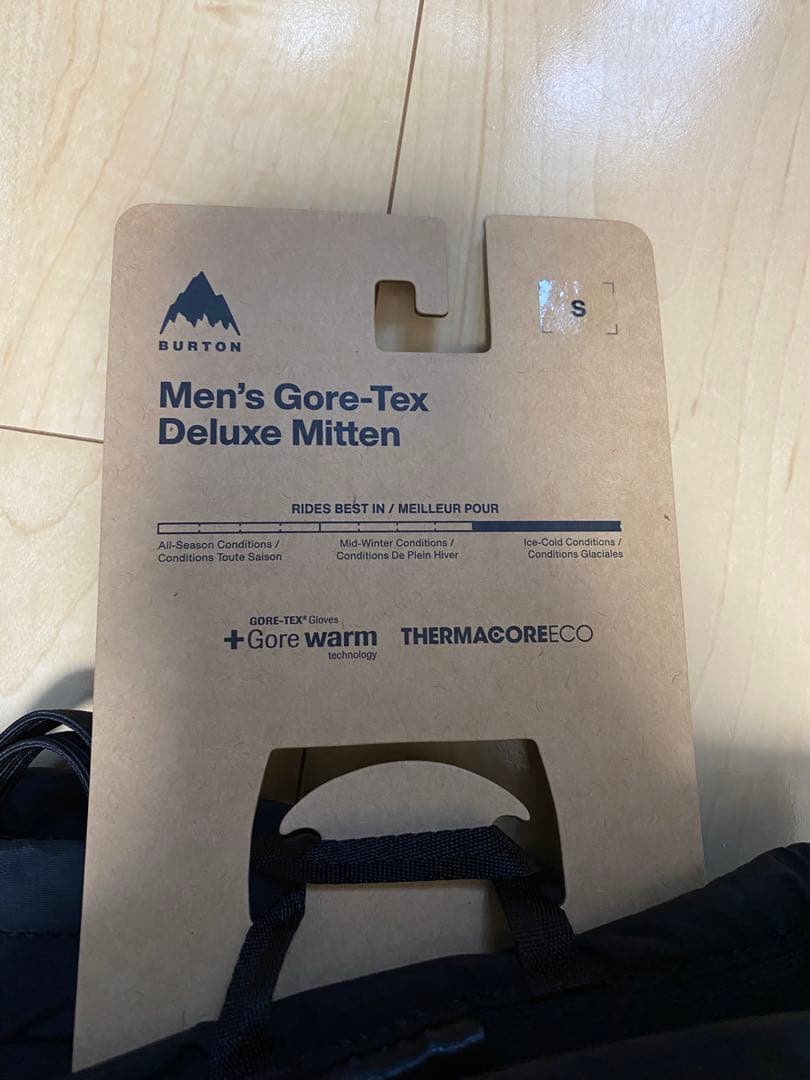 BURTON
S
Men's Gore-Tex
Deluxe Mitten
RIDES BEST IN / MEILLEUR POUR
All-Season Conditions /
Conditions Toute Saison
Mid-Winter Conditions /
Conditions De Plein Hiver
Ice-Cold Conditions /
Conditions Glaciales
GORE-TEX® Gloves
+Gore warm
technology
THERMACOREECO